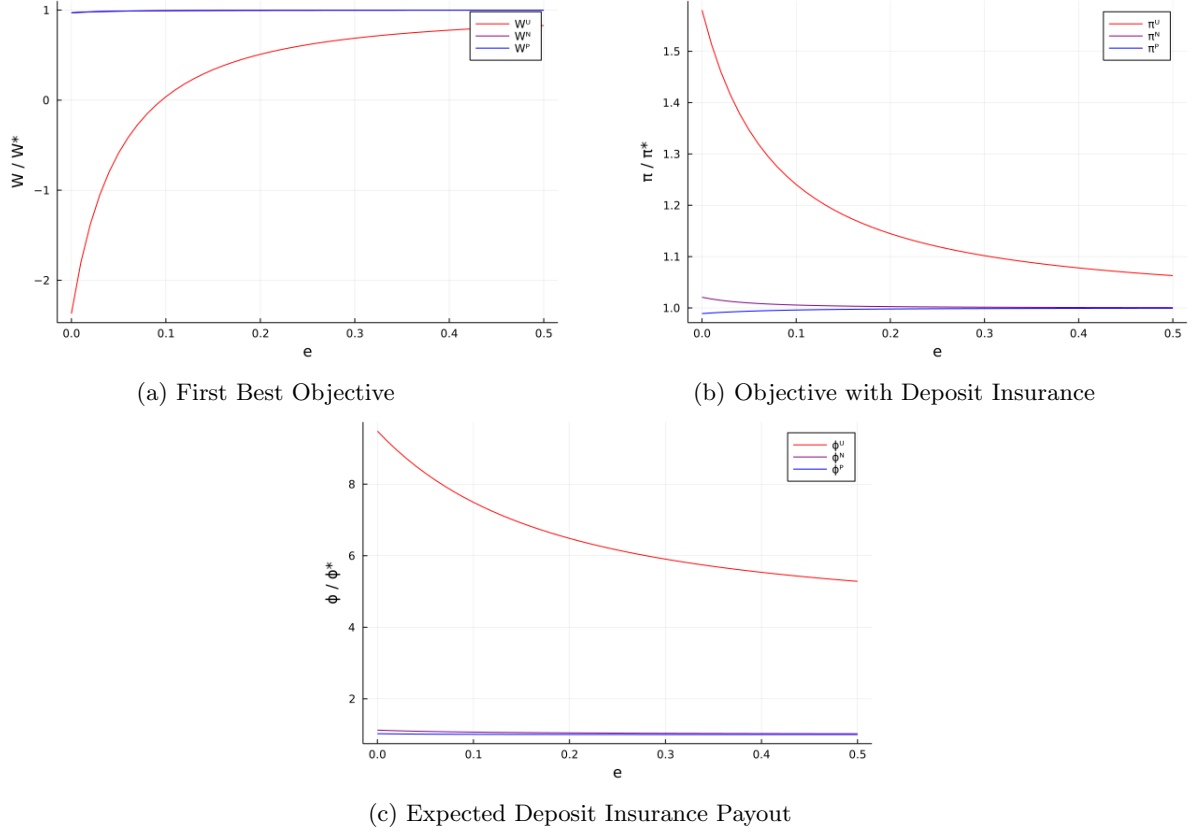 1
0
−1
−2
W / W*
0.0 0.1 0.2 0.3 0.4 0.5
e
Wᵁ
Wᴺ
Wᴾ
(a) First Best Objective
1.5
1.4
1.3
1.2
1.1
1.0
π / π*
0.0 0.1 0.2 0.3 0.4 0.5
e
πᵁ
πᴺ
πᴾ
(b) Objective with Deposit Insurance
8
6
4
2
ϕ / ϕ*
0.0 0.1 0.2 0.3 0.4 0.5
e
ϕᵁ
ϕᴺ
ϕᴾ
(c) Expected Deposit Insurance Payout